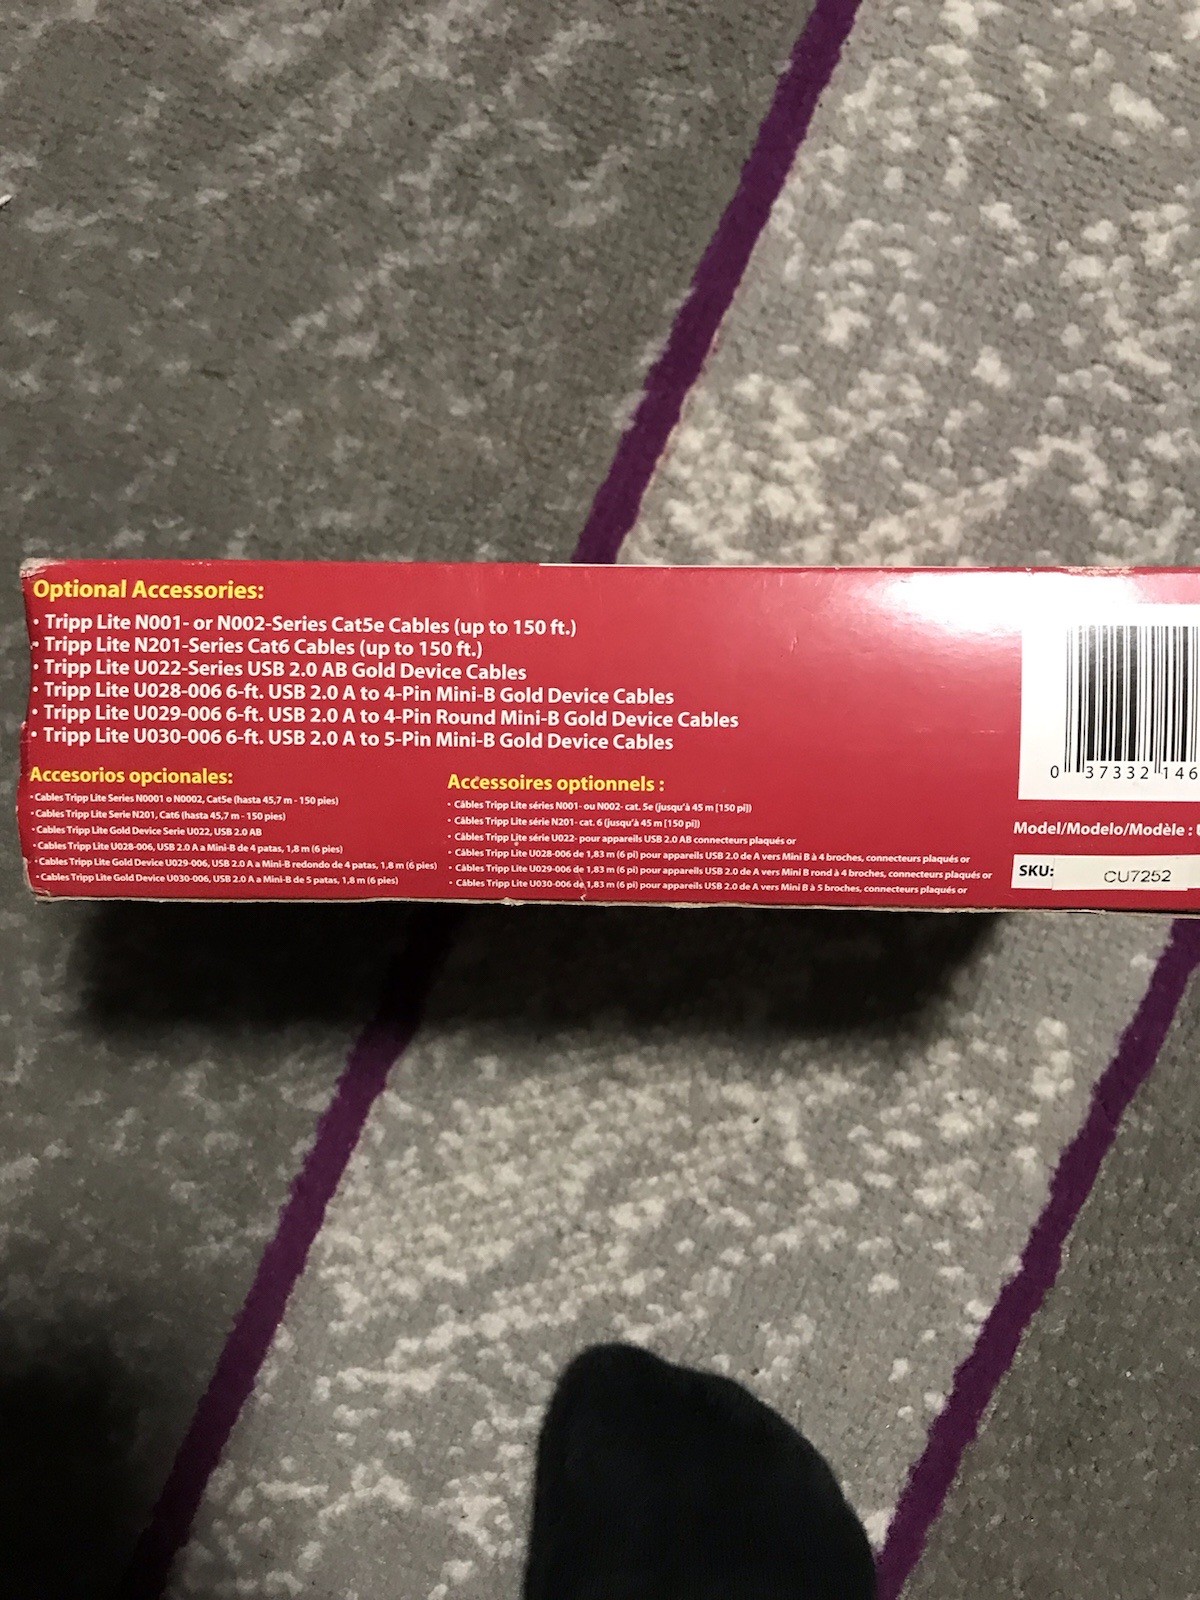 Optional Accessories:
• Tripp Lite N001- or N002-Series Cat5e Cables (up to 150 ft.)
• Tripp Lite N201-Series Cat6 Cables (up to 150 ft.)
• Tripp Lite U022-Series USB 2.0 AB Gold Device Cables
• Tripp Lite U028-006 6-ft. USB 2.0 A to 4-Pin Mini-B Gold Device Cables
• Tripp Lite U029-006 6-ft. USB 2.0 A to 4-Pin Round Mini-B Gold Device Cables
• Tripp Lite U030-006 6-ft. USB 2.0 A to 5-Pin Mini-B Gold Device Cables
Accesorios opcionales:
• Cables Tripp Lite Series N0001 o N0002, Cat5e (hasta 45,7 m - 150 pies)
• Cables Tripp Lite Serie N201, Cat6 (hasta 45,7 m - 150 pies)
• Cables Tripp Lite Gold Device Serie U022, USB 2.0 AB
• Cables Tripp Lite U028-006, USB 2.0 A a Mini-B de 4 patas, 1,8 m (6 pies)
• Cables Tripp Lite Gold Device U029-006, USB 2.0 A a Mini-B redondo de 4 patas, 1,8 m (6 pies)
• Cables Tripp Lite Gold Device U030-006, USB 2.0 A a Mini-B de 5 patas, 1,8 m (6 pies)
Accessoires optionnels :
• Câbles Tripp Lite séries N001- ou N002- cat. 5e (jusqu'à 45 m [150 pi])
• Câbles Tripp Lite série N201- cat. 6 (jusqu'à 45 m [150 pi])
• Câbles Tripp Lite série U022- pour appareils USB 2.0 AB connecteurs plaqués or
• Câbles Tripp Lite U028-006 de 1,83 m (6 pi) pour appareils USB 2.0 de A vers Mini B à 4 broches, connecteurs plaqués or
• Câbles Tripp Lite U029-006 de 1,83 m (6 pi) pour appareils USB 2.0 de A vers Mini B rond à 4 broches, connecteurs plaqués or
• Câbles Tripp Lite U030-006 de 1,83 m (6 pi) pour appareils USB 2.0 de A vers Mini B à 5 broches, connecteurs plaqués or
0 37332 146
Model/Modelo/Modèle :
SKU: CU7252